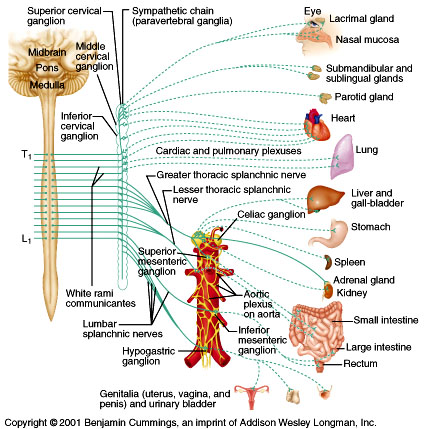 Superior cervical
ganglion
Sympathetic chain
(paravertebral ganglia)
Eye
Lacrimal gland
Nasal mucosa
Midbrain
Pons
Medulla
Middle
cervical
ganglion
Submandibular and
sublingual glands
Parotid gland
Inferior
cervical
ganglion
Heart
T1
Cardiac and pulmonary plexuses
Lung
Greater thoracic splanchnic nerve
Lesser thoracic splanchnic
nerve
Liver and
gall-bladder
Celiac ganglion
Stomach
L1
Superior
mesenteric
ganglion
Spleen
Adrenal gland
Kidney
White rami
communicantes
Aortic
plexus
on aorta
Small intestine
Lumbar
splanchnic nerves
Inferior
mesenteric
ganglion
Large intestine
Hypogastric
ganglion
Rectum
Genitalia (uterus, vagina, and
penis) and urinary bladder
Copyright © 2001 Benjamin Cummings, an imprint of Addison Wesley Longman, Inc.